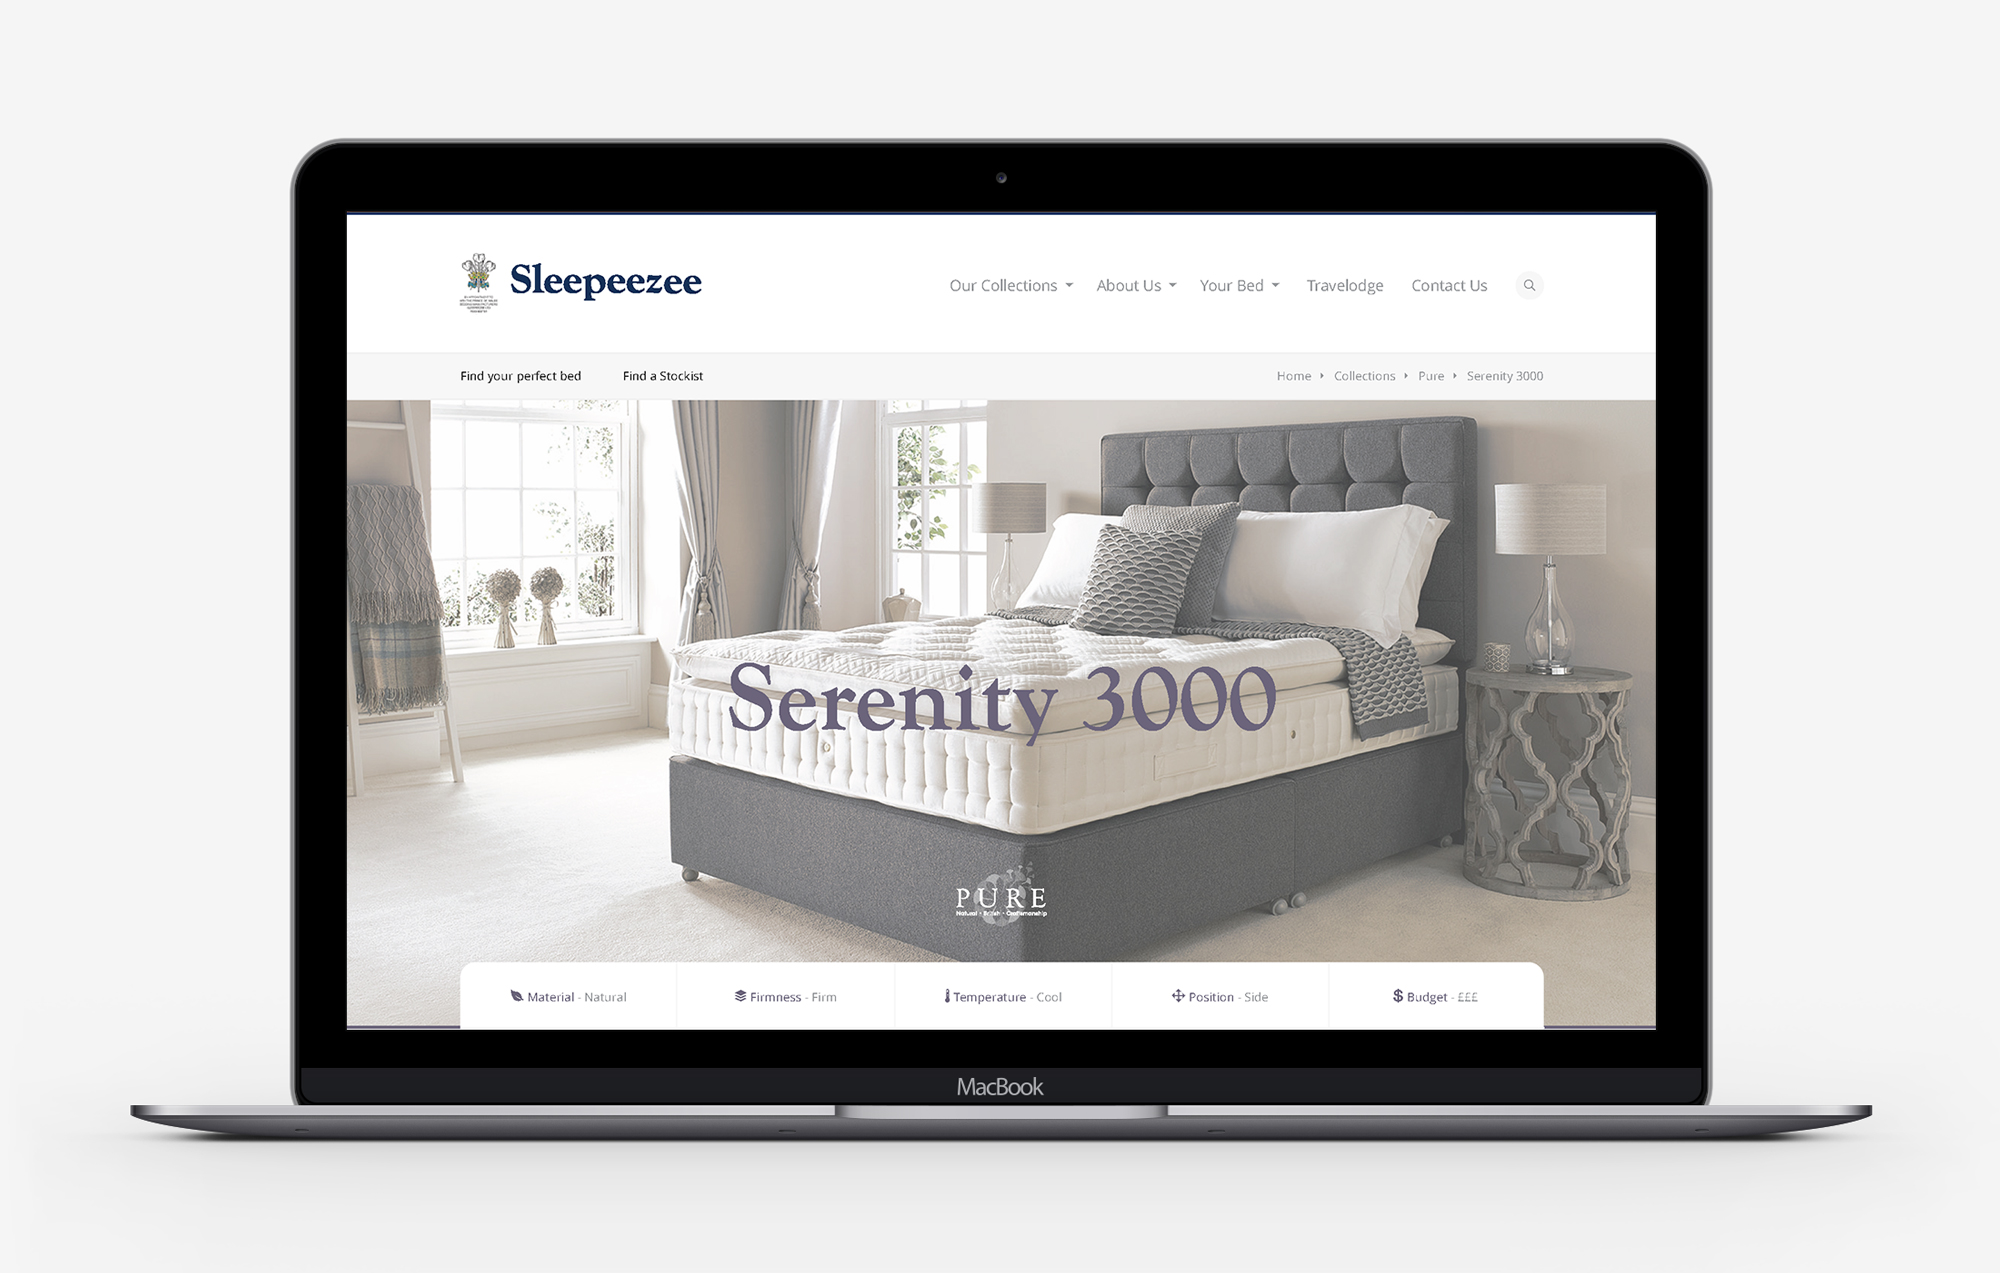 Sleepeezee
Our Collections
About Us
Your Bed
Travelodge
Contact Us
Find your perfect bed
Find a Stockist
Home
Collections
Pure
Serenity 3000
Serenity 3000
PURE
Natural • British • Craftsmanship
Material - Natural
Firmness - Firm
Temperature - Cool
Position - Side
$ Budget - £££
MacBook